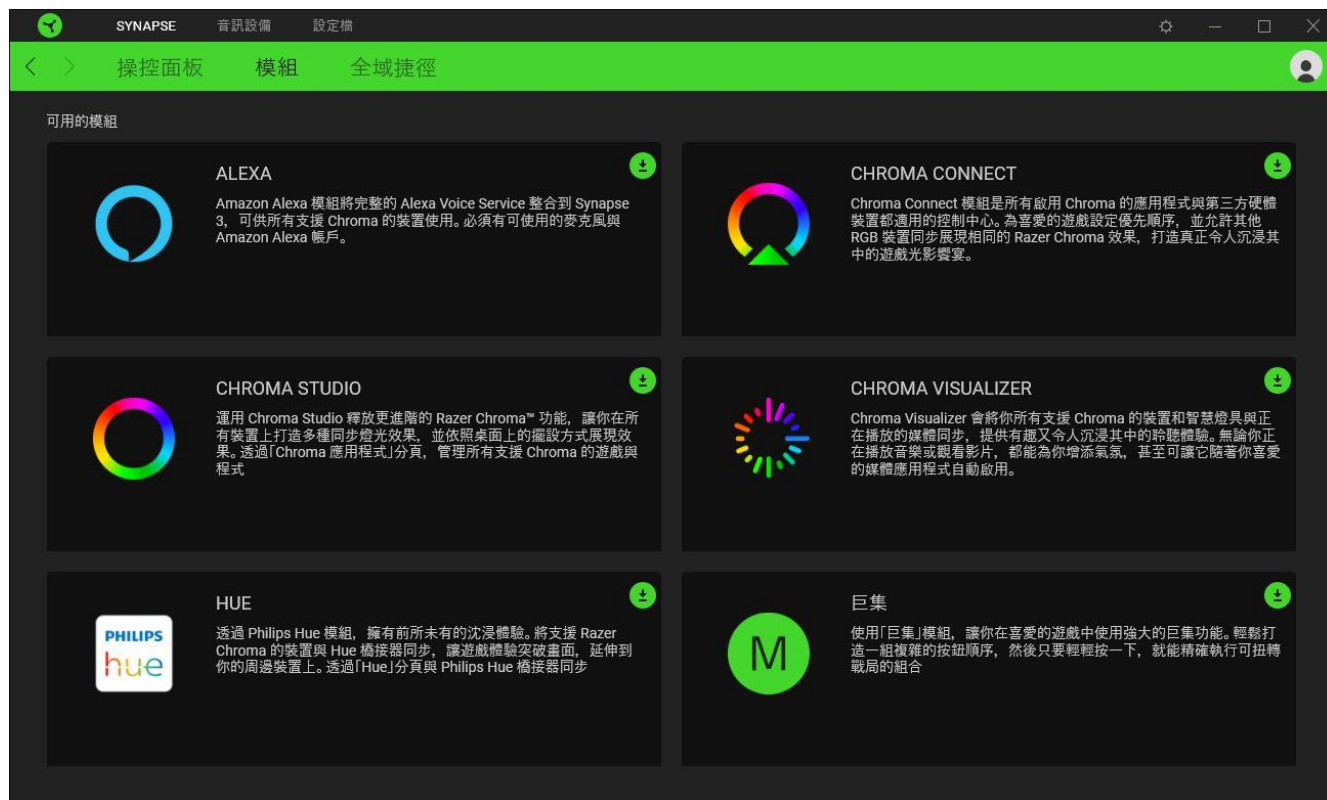 SYNAPSE 音訊設備 設定檔
操控面板 模組 全域捷徑
可用的模組
ALEXA
Amazon Alexa 模組將完整的 Alexa Voice Service 整合到 Synapse
3，可供所有支援 Chroma 的裝置使用。必須有可使用的麥克風與
Amazon Alexa 帳戶。
CHROMA CONNECT
Chroma Connect 模組是所有啟用 Chroma 的應用程式與第三方硬體
裝置都適用的控制中心。為喜愛的遊戲設定優先順序，並允許其他
RGB 裝置同步展現相同的 Razer Chroma 效果，打造真正令人沉浸其
中的遊戲光影饗宴。
CHROMA STUDIO
運用 Chroma Studio 釋放更進階的 Razer Chroma™ 功能，讓你在所
有裝置上打造多種同步燈光效果，並依照桌面上的擺設方式展現效
果。透過「Chroma 應用程式」分頁，管理所有支援 Chroma 的遊戲與
程式
CHROMA VISUALIZER
Chroma Visualizer 會將你所有支援 Chroma 的裝置和智慧燈具與正
在播放的媒體同步，提供有趣又令人沉浸其中的聆聽體驗。無論你正
在播放音樂或觀看影片，都能為你增添氣氛，甚至可讓它隨著你喜愛
的媒體應用程式自動啟用。
PHILIPS
hue
HUE
透過 Philips Hue 模組，擁有前所未有的沈浸體驗。將支援 Razer
Chroma 的裝置與 Hue 橋接器同步，讓遊戲體驗突破畫面，延伸到
你的周邊裝置上。透過「Hue」分頁與 Philips Hue 橋接器同步
M
巨集
使用「巨集」模組，讓你在喜愛的遊戲中使用強大的巨集功能。輕鬆打
造一組複雜的按鈕順序，然後只要輕輕按一下，就能精確執行可扭轉
戰局的組合